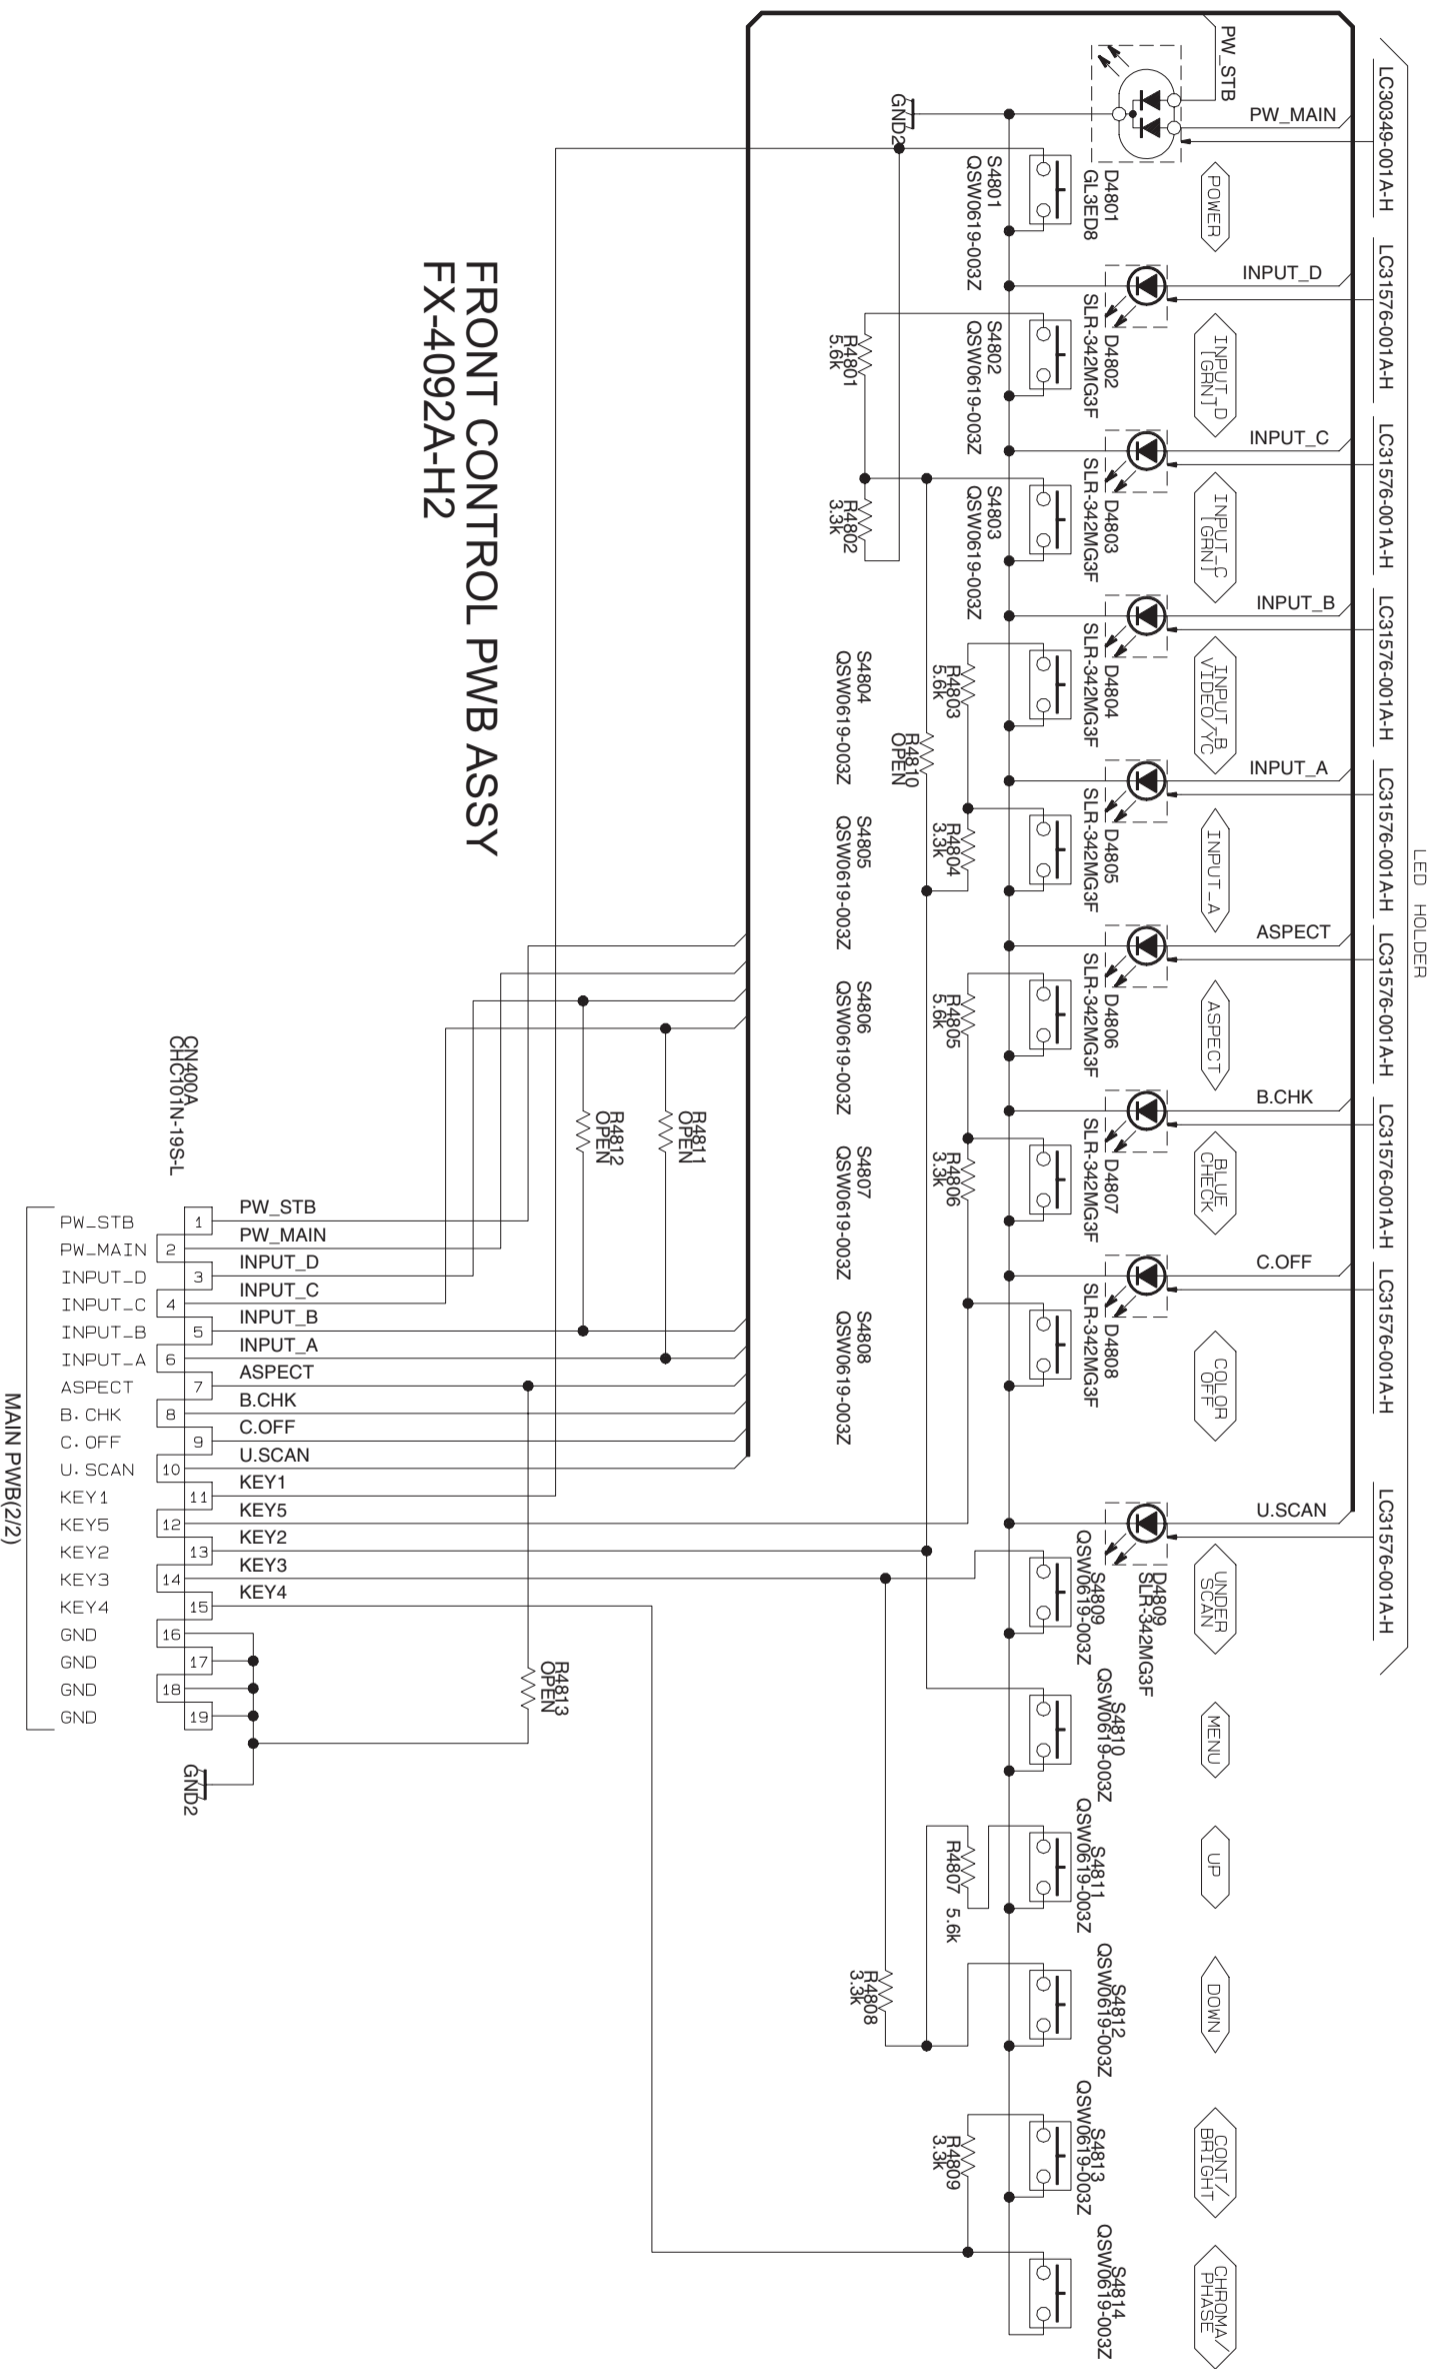 LED HOLDER
LC30349-001A-H
LC31576-001A-H
LC31576-001A-H
LC31576-001A-H
LC31576-001A-H
LC31576-001A-H
LC31576-001A-H
LC31576-001A-H
LC31576-001A-H
PW_STB
PW_MAIN
INPUT_D
INPUT_C
INPUT_B
INPUT_A
ASPECT
B.CHK
C.OFF
U.SCAN
POWER
INPUT_D
[GRN]
INPUT_C
[GRN]
INPUT_B
VIDEO/YC
INPUT_A
ASPECT
BLUE
CHECK
COLOR
OFF
UNDER
SCAN
MENU
UP
DOWN
CONT/
BRIGHT
CHROMA/
PHASE
D4801
GL3ED8
D4802
SLR-342MG3F
D4803
SLR-342MG3F
D4804
SLR-342MG3F
D4805
SLR-342MG3F
D4806
SLR-342MG3F
D4807
SLR-342MG3F
D4808
SLR-342MG3F
D4809
SLR-342MG3F
S4801
QSW0619-003Z
S4802
QSW0619-003Z
S4803
QSW0619-003Z
S4804
QSW0619-003Z
S4805
QSW0619-003Z
S4806
QSW0619-003Z
S4807
QSW0619-003Z
S4808
QSW0619-003Z
S4809
QSW0619-003Z
S4810
QSW0619-003Z
S4811
QSW0619-003Z
S4812
QSW0619-003Z
S4813
QSW0619-003Z
S4814
QSW0619-003Z
GND2
R4801
5.6k
R4802
3.3k
R4803
5.6k
R4804
3.3k
R4805
5.6k
R4806
3.3k
R4810
OPEN
R4807 5.6k
R4808
3.3k
R4809
3.3k
R4811
OPEN
R4812
OPEN
R4813
OPEN
FRONT CONTROL PWB ASSY
FX-4092A-H2
CN400A
CHC101N-19S-L
PW_STB 1 PW_STB
PW_MAIN 2 PW_MAIN
INPUT_D 3 INPUT_D
INPUT_C 4 INPUT_C
INPUT_B 5 INPUT_B
INPUT_A 6 INPUT_A
ASPECT 7 ASPECT
B.CHK 8 B.CHK
C.OFF 9 C.OFF
U.SCAN 10 U.SCAN
KEY1 11 KEY1
KEY5 12 KEY5
KEY2 13 KEY2
KEY3 14 KEY3
KEY4 15 KEY4
GND 16
GND 17
GND 18
GND 19
GND2
MAIN PWB(2/2)